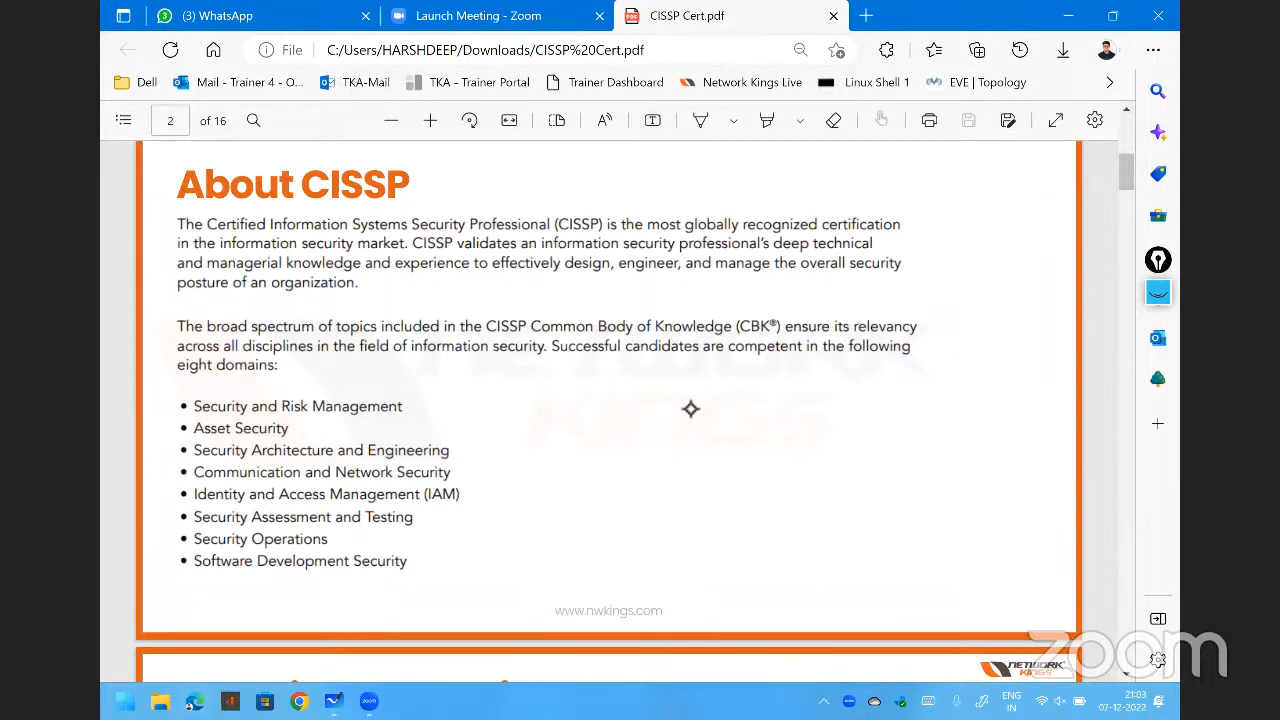 (3) WhatsApp
Launch Meeting - Zoom
CISSP Cert.pdf
File
C:/Users/HARSHDEEP/Downloads/CISSP%20Cert.pdf
Dell
Mail - Trainer 4 - O...
TKA-Mail
TKA - Trainer Portal
Trainer Dashboard
Network Kings Live
Linux Shell 1
EVE | Topology
2 of 16
About CISSP
The Certified Information Systems Security Professional (CISSP) is the most globally recognized certification
in the information security market. CISSP validates an information security professional's deep technical
and managerial knowledge and experience to effectively design, engineer, and manage the overall security
posture of an organization.
The broad spectrum of topics included in the CISSP Common Body of Knowledge (CBK®) ensure its relevancy
across all disciplines in the field of information security. Successful candidates are competent in the following
eight domains:
• Security and Risk Management
• Asset Security
• Security Architecture and Engineering
• Communication and Network Security
• Identity and Access Management (IAM)
• Security Assessment and Testing
• Security Operations
• Software Development Security
NETWORK
KINGS
www.nwkings.com
NETWORK
KINGS
zoom
zoom
ENG
IN
21:03
07-12-2022